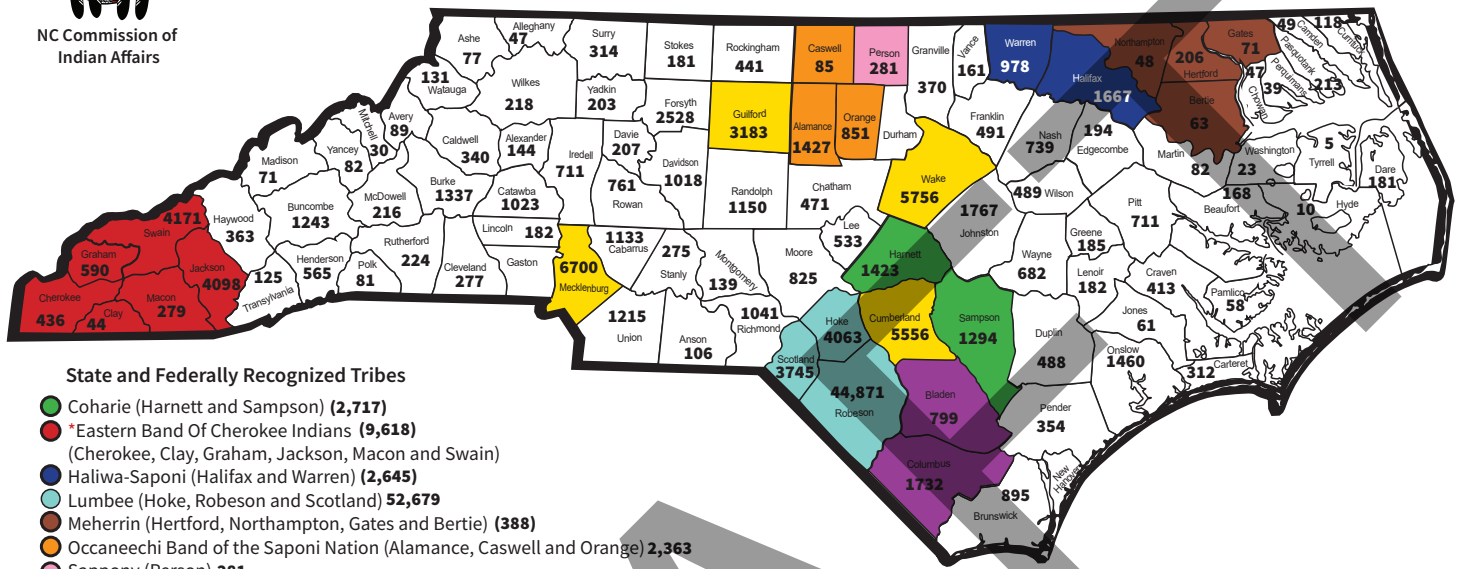 NC Commission of
Indian Affairs
Ashe
77
Alleghany
47
Surry
314
Stokes
181
Rockingham
441
Caswell
85
Person
281
Granville
370
Vance
161
Warren
978
Northampton
48
Halifax
1667
206
Hertford
Gates
71
Bertie
63
49
Camden
118
Currituck
Pasquotank
213
Perquimans
39
47
Chowan
131
Watauga
Wilkes
218
Yadkin
203
Forsyth
2528
Guilford
3183
Alamance
1427
Orange
851
Durham
Franklin
491
Nash
739
194
Edgecombe
Martin
82
Washington
23
5
Tyrrell
Dare
181
Mitchell
30
Avery
89
Caldwell
340
Alexander
144
Iredell
711
Davie
207
Davidson
1018
Randolph
1150
Chatham
471
Wake
5756
489 Wilson
Pitt
711
168
Beaufort
10
Hyde
Madison
71
Yancey
82
McDowell
216
Burke
1337
Catawba
1023
761
Rowan
Lee
533
1767
Johnston
Wayne
682
Greene
185
4171
Swain
Haywood
363
Buncombe
1243
Rutherford
224
Lincoln 182
Gaston
1133
Cabarrus
275
Stanly
Montgomery
139
Moore
825
Harnett
1423
Lenoir
182
Craven
413
Pamlico
58
Graham
590
Jackson
4098
125
Transylvania
Henderson
565
Polk
81
Cleveland
277
6700
Mecklenburg
Cherokee
436
Clay
44
Macon
279
1215
Union
Anson
106
1041
Richmond
Hoke
4063
Cumberland
5556
Sampson
1294
Duplin
488
Jones
61
Onslow
1460
312 Carteret
Scotland
3745
44,871
Robeson
Bladen
799
Pender
354
Columbus
1732
895
Brunswick
New
Hanover
State and Federally Recognized Tribes
Coharie (Harnett and Sampson) (2,717)
*Eastern Band Of Cherokee Indians (9,618)
(Cherokee, Clay, Graham, Jackson, Macon and Swain)
Haliwa-Saponi (Halifax and Warren) (2,645)
Lumbee (Hoke, Robeson and Scotland) 52,679
Meherrin (Hertford, Northampton, Gates and Bertie) (388)
Occaneechi Band of the Saponi Nation (Alamance, Caswell and Orange) 2,363
Sappony (Person) 281